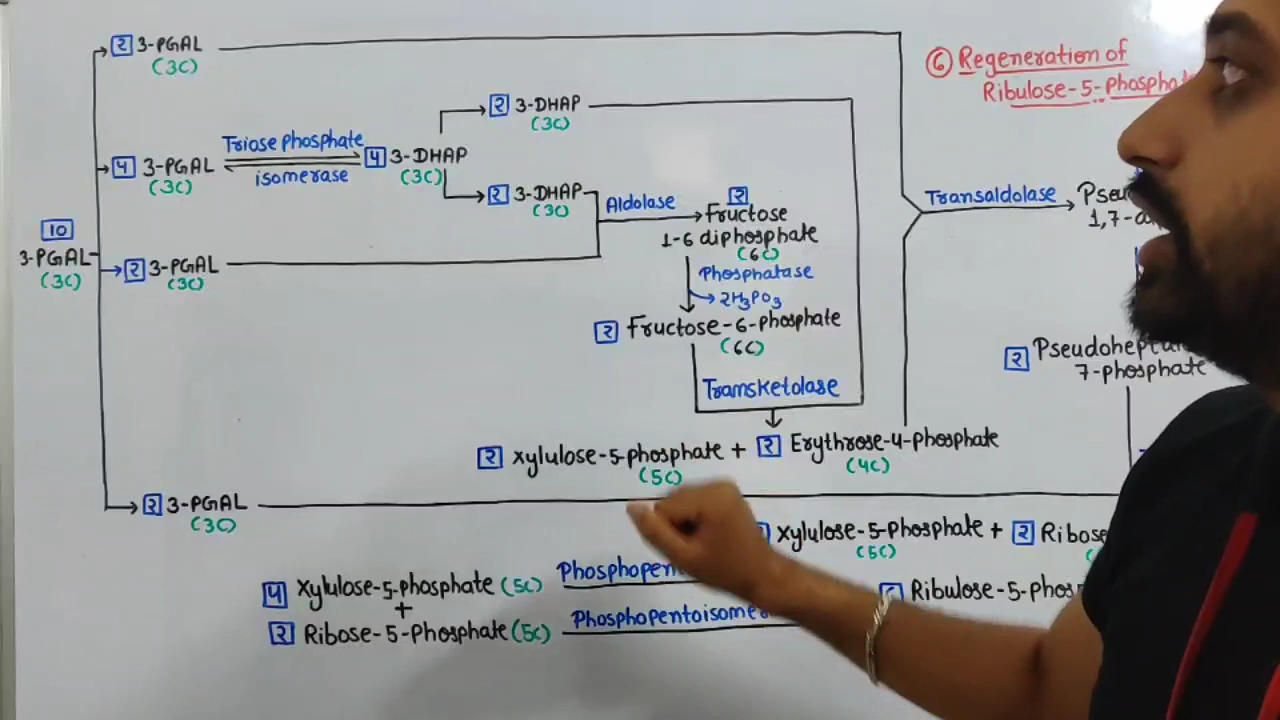 2 3-PGAL
(3C)
⑥ Regeneration of
Ribulose-5-Phosphate
2 3-DHAP
(3C)
4 3-PGAL
(3C)
Triose phosphate
isomerase
4 3-DHAP
(3C)
2 3-DHAP
(3C)
Aldolase
2
Fructose
1-6 diphosphate
(6C)
Transaldolase
1,7-
10
3-PGAL
(3C)
2 3-PGAL
(3C)
Phosphatase
2H3PO3
2 Fructose-6-phosphate
(6C)
2
7-phosphate
Transketolase
2 xylulose-5-phosphate + 2 Erythrose-4-phosphate
(5C)
(4C)
2 3-PGAL
(3C)
xylulose-5-Phosphate + 2 Ribose
(5C)
4 Xylulose-5-phosphate (5C)
+
2 Ribose-5-Phosphate (5C)
Ribulose-5-